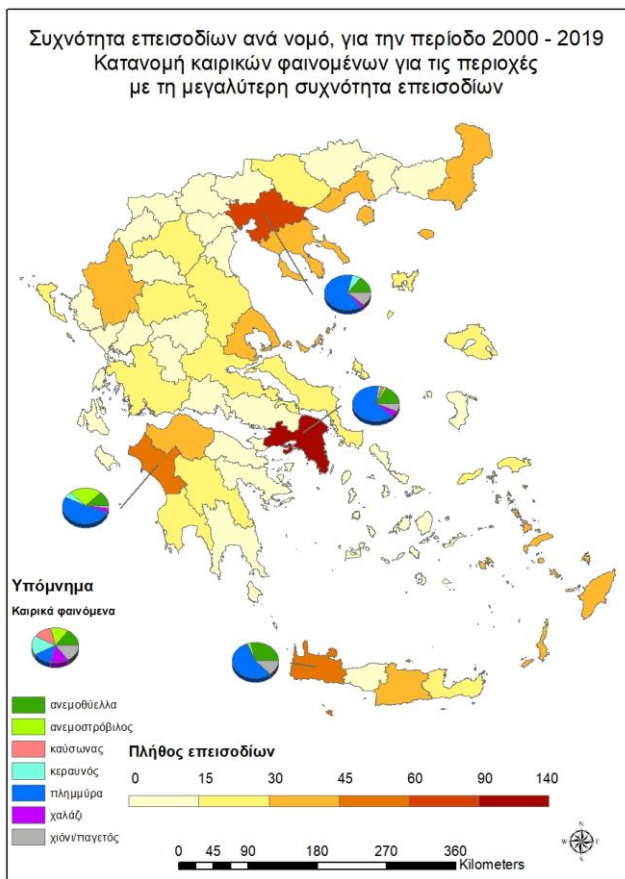 Συχνότητα επεισοδίων ανά νομό, για την περίοδο 2000 - 2019
Κατανομή καιρικών φαινομένων για τις περιοχές
με τη μεγαλύτερη συχνότητα επεισοδίων
Υπόμνημα
Καιρικά φαινόμενα
ανεμοθύελλα
ανεμοστρόβιλος
καύσωνας
κεραυνός
πλημμύρα
χαλάζι
χιόνι/παγετός
Πλήθος επεισοδίων
0 15 30 45 60 90 140
0 45 90 180 270 360
Kilometers
N
W E
S